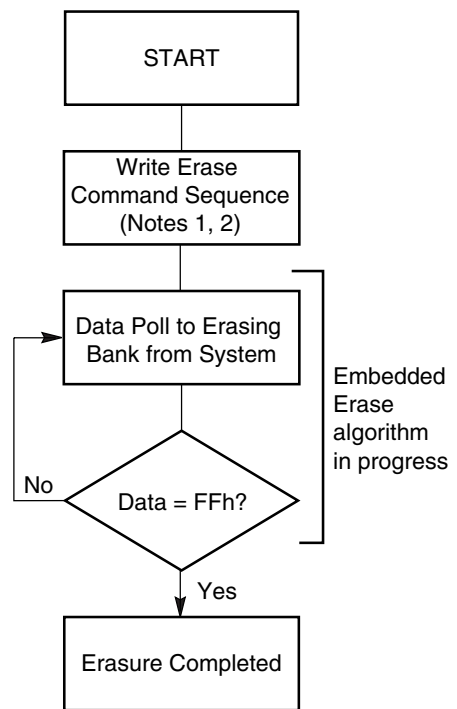 START
Write Erase
Command Sequence
(Notes 1, 2)
Data Poll to Erasing
Bank from System
Embedded
Erase
algorithm
in progress
No
Data = FFh?
Yes
Erasure Completed